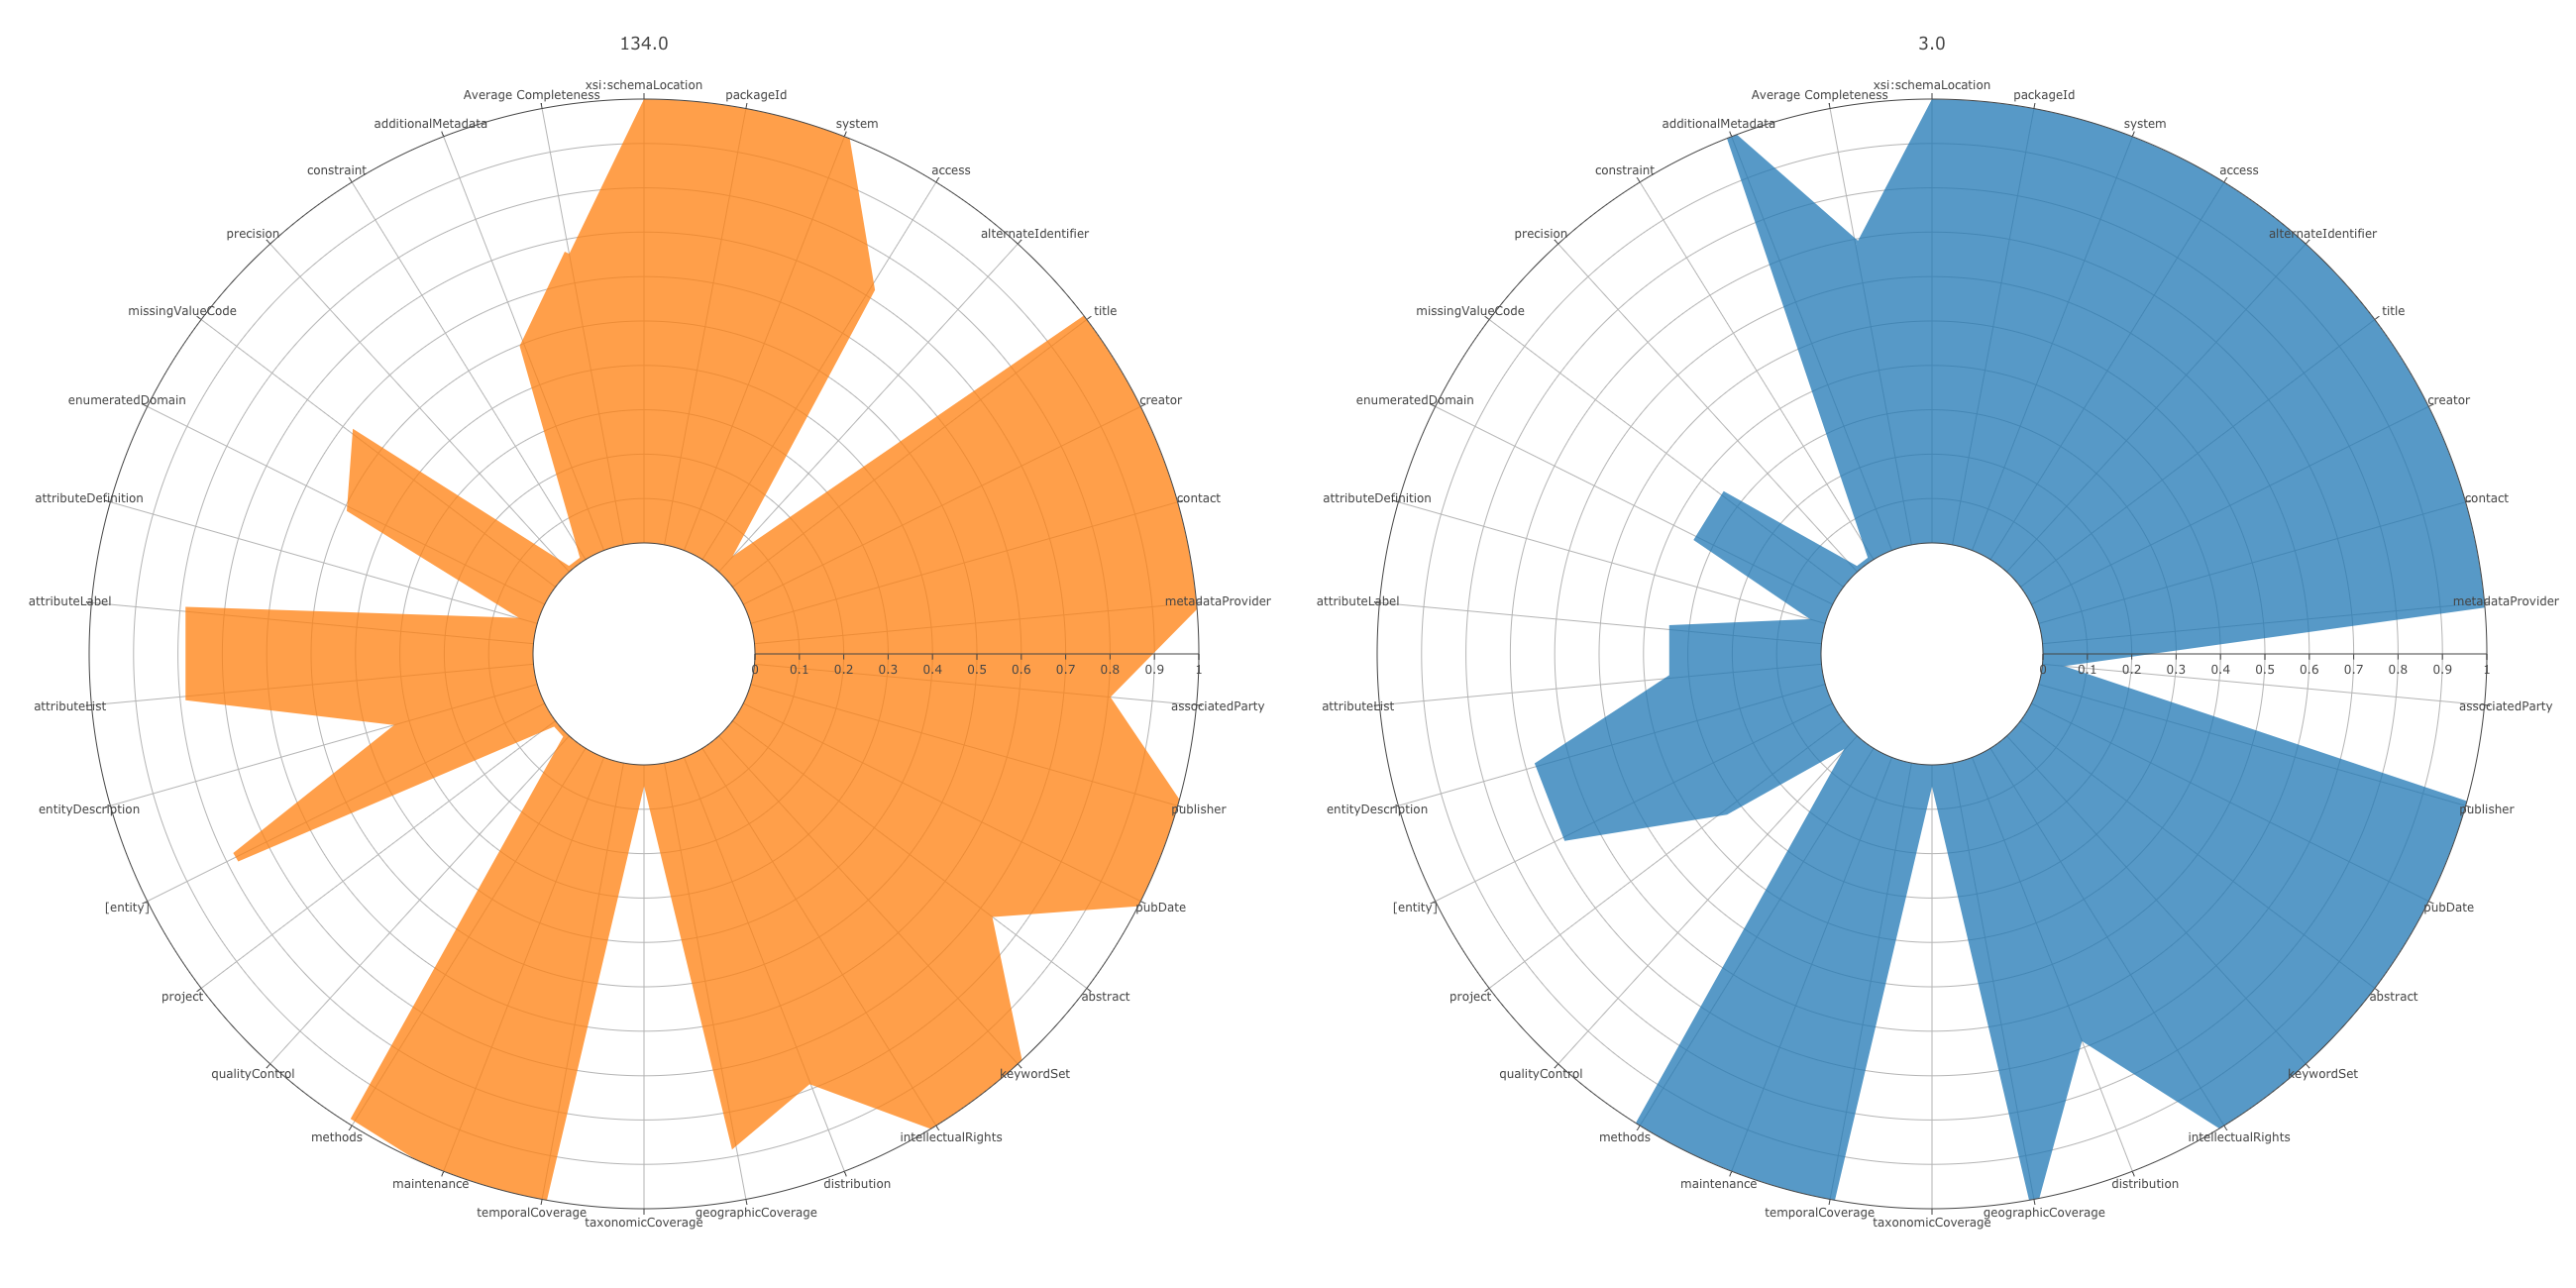 134.0
xsi:schemaLocation
packageId
system
access
alternateIdentifier
title
creator
contact
metadataProvider
associatedParty
publisher
pubDate
abstract
keywordSet
intellectualRights
distribution
geographicCoverage
taxonomicCoverage
temporalCoverage
maintenance
methods
qualityControl
project
[entity]
entityDescription
attributeList
attributeLabel
attributeDefinition
enumeratedDomain
missingValueCode
precision
constraint
additionalMetadata
Average Completeness
0 0.1 0.2 0.3 0.4 0.5 0.6 0.7 0.8 0.9 1
3.0
xsi:schemaLocation
packageId
system
access
alternateIdentifier
title
creator
contact
metadataProvider
associatedParty
publisher
pubDate
abstract
keywordSet
intellectualRights
distribution
geographicCoverage
taxonomicCoverage
temporalCoverage
maintenance
methods
qualityControl
project
[entity]
entityDescription
attributeList
attributeLabel
attributeDefinition
enumeratedDomain
missingValueCode
precision
constraint
additionalMetadata
Average Completeness
0 0.1 0.2 0.3 0.4 0.5 0.6 0.7 0.8 0.9 1